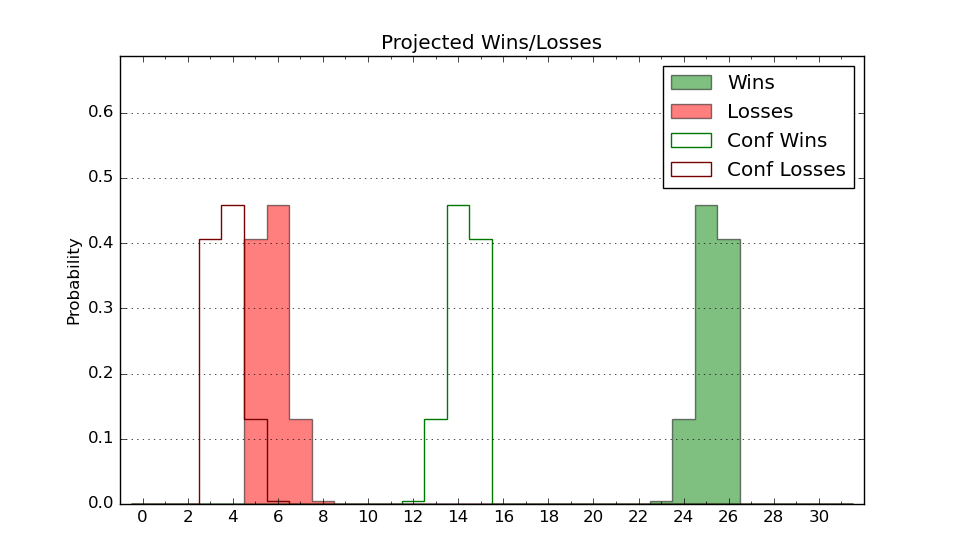 Projected Wins/Losses
Wins
Losses
Conf Wins
Conf Losses
Probability
0.6
0.5
0.4
0.3
0.2
0.1
0.0
0 2 4 6 8 10 12 14 16 18 20 22 24 26 28 30